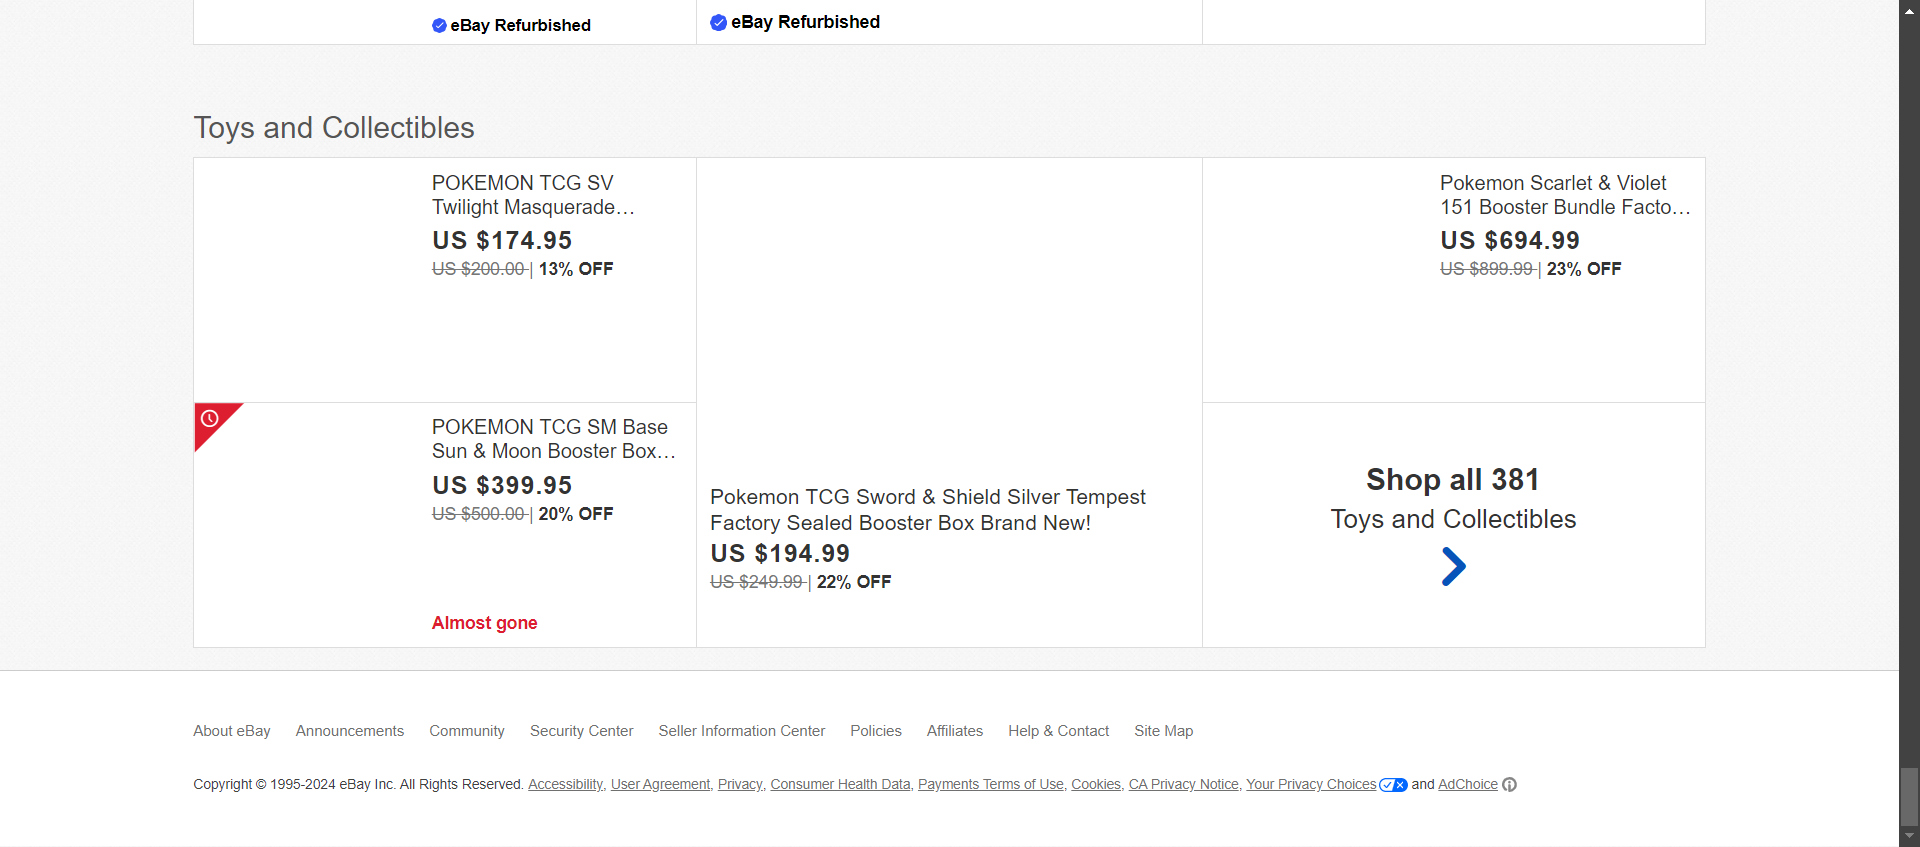 eBay Refurbished
eBay Refurbished
Toys and Collectibles
POKEMON TCG SV
Twilight Masquerade…
US $174.95
US $200.00 | 13% OFF
POKEMON TCG SM Base
Sun & Moon Booster Box…
US $399.95
US $500.00 | 20% OFF
Almost gone
Pokemon TCG Sword & Shield Silver Tempest
Factory Sealed Booster Box Brand New!
US $194.99
US $249.99 | 22% OFF
Pokemon Scarlet & Violet
151 Booster Bundle Facto…
US $694.99
US $899.99 | 23% OFF
Shop all 381
Toys and Collectibles
About eBay Announcements Community Security Center Seller Information Center Policies Affiliates Help & Contact Site Map
Copyright © 1995-2024 eBay Inc. All Rights Reserved. Accessibility, User Agreement, Privacy, Consumer Health Data, Payments Terms of Use, Cookies, CA Privacy Notice, Your Privacy Choices and AdChoice